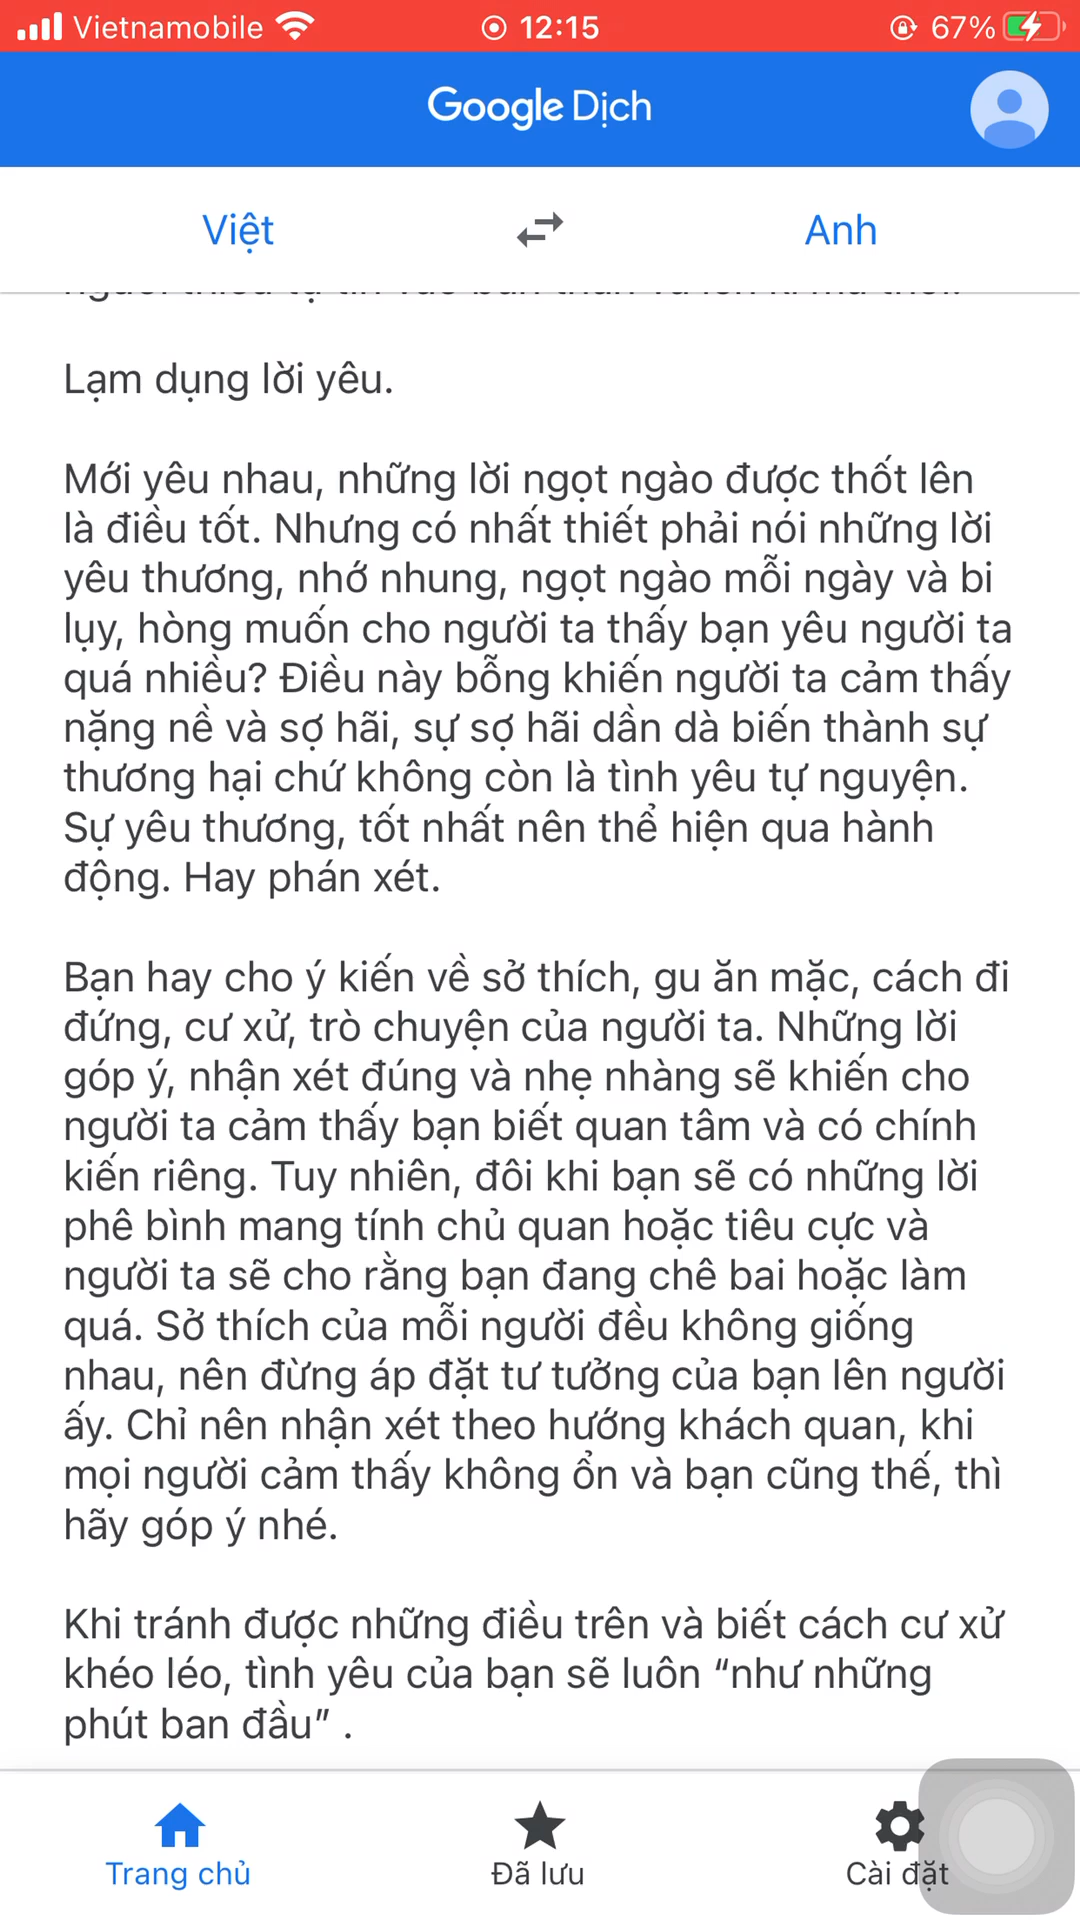 Vietnamobile 12:15 67%
Google Dịch
Việt Anh
Lạm dụng lời yêu.
Mới yêu nhau, những lời ngọt ngào được thốt lên
là điều tốt. Nhưng có nhất thiết phải nói những lời
yêu thương, nhớ nhung, ngọt ngào mỗi ngày và bi
lụy, hòng muốn cho người ta thấy bạn yêu người ta
quá nhiều? Điều này bỗng khiến người ta cảm thấy
nặng nề và sợ hãi, sự sợ hãi dần dà biến thành sự
thương hại chứ không còn là tình yêu tự nguyện.
Sự yêu thương, tốt nhất nên thể hiện qua hành
động. Hay phán xét.
Bạn hay cho ý kiến về sở thích, gu ăn mặc, cách đi
đứng, cư xử, trò chuyện của người ta. Những lời
góp ý, nhận xét đúng và nhẹ nhàng sẽ khiến cho
người ta cảm thấy bạn biết quan tâm và có chính
kiến riêng. Tuy nhiên, đôi khi bạn sẽ có những lời
phê bình mang tính chủ quan hoặc tiêu cực và
người ta sẽ cho rằng bạn đang chê bai hoặc làm
quá. Sở thích của mỗi người đều không giống
nhau, nên đừng áp đặt tư tưởng của bạn lên người
ấy. Chỉ nên nhận xét theo hướng khách quan, khi
mọi người cảm thấy không ổn và bạn cũng thế, thì
hãy góp ý nhé.
Khi tránh được những điều trên và biết cách cư xử
khéo léo, tình yêu của bạn sẽ luôn “như những
phút ban đầu” .
Trang chủ Đã lưu Cài đặt